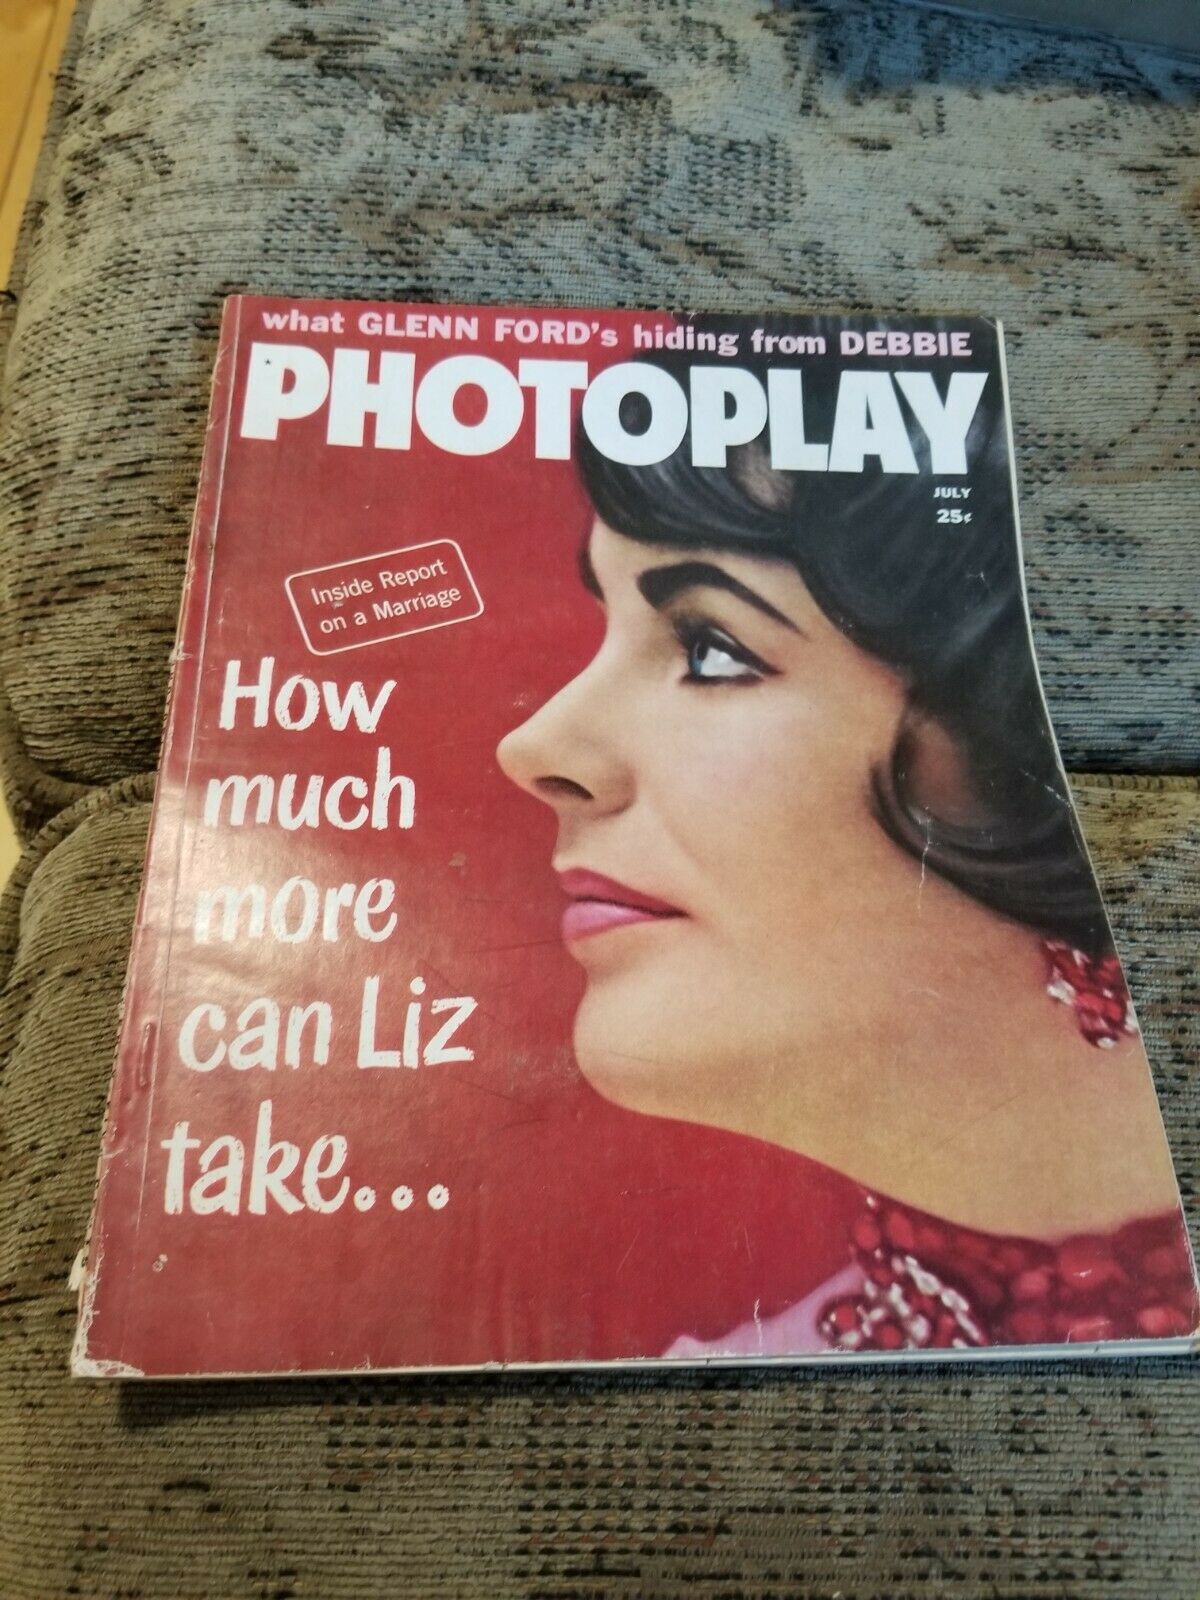 what GLENN FORD's hiding from DEBBIE
PHOTOPLAY
JULY
25¢
Inside Report
on a Marriage
How
much
more
can Liz
take...